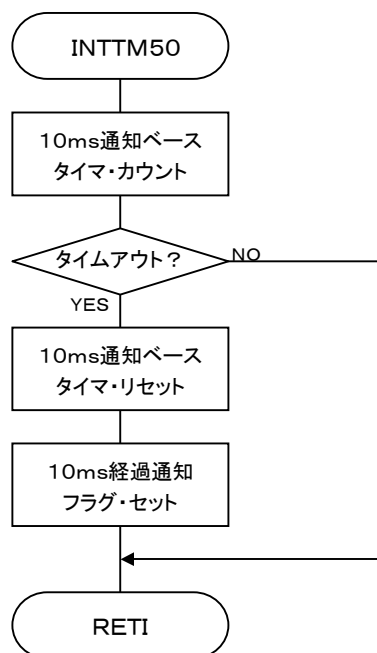 INTTM50
10ms通知ベース
タイマ・カウント
タイムアウト?
NO
YES
10ms通知ベース
タイマ・リセット
10ms経過通知
フラグ・セット
RETI